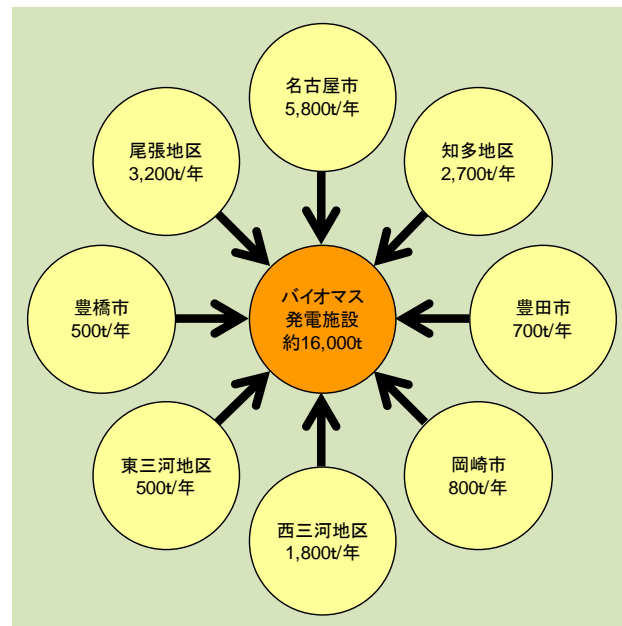 名古屋市
5,800t/年
尾張地区
3,200t/年
知多地区
2,700t/年
豊橋市
500t/年
バイオマス
発電施設
約16,000t
豊田市
700t/年
東三河地区
500t/年
岡崎市
800t/年
西三河地区
1,800t/年